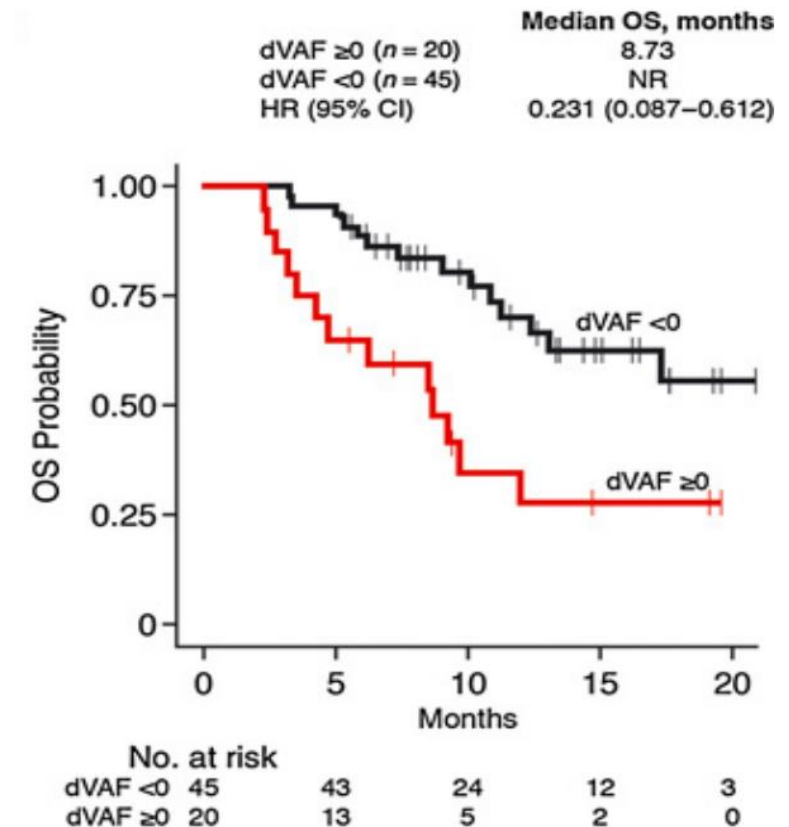 Median OS, months
dVAF ≥0 (n = 20) 8.73
dVAF <0 (n = 45) NR
HR (95% CI) 0.231 (0.087–0.612)
1.00
0.75
0.50
0.25
0
OS Probability
dVAF <0
dVAF ≥0
0 5 10 15 20
Months
No. at risk
dVAF <0 45 43 24 12 3
dVAF ≥0 20 13 5 2 0